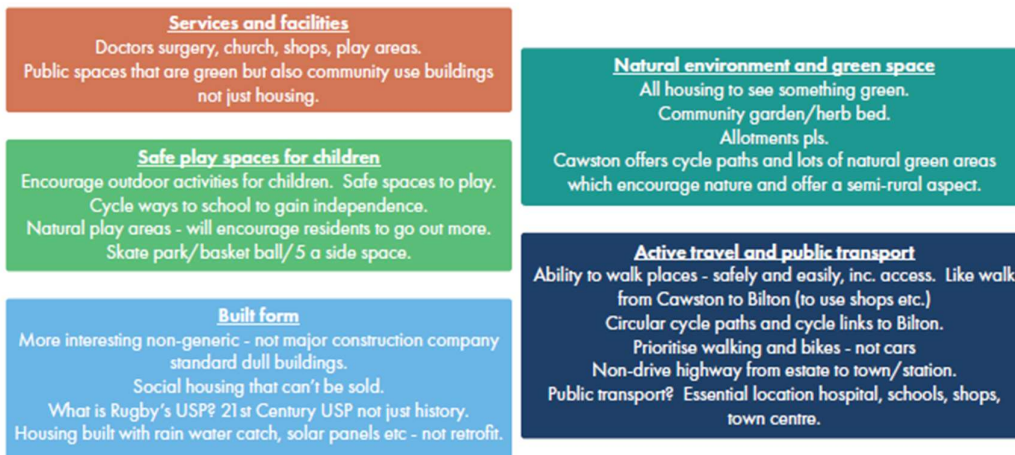 Services and facilities
Doctors surgery, church, shops, play areas.
Public spaces that are green but also community use buildings
not just housing.
Safe play spaces for children
Encourage outdoor activities for children. Safe spaces to play.
Cycle ways to school to gain independence.
Natural play areas - will encourage residents to go out more.
Skate park/basket ball/5 a side space.
Built form
More interesting non-generic - not major construction company
standard dull buildings.
Social housing that can't be sold.
What is Rugby's USP? 21st Century USP not just history.
Housing built with rain water catch, solar panels etc - not retrofit.
Natural environment and green space
All housing to see something green.
Community garden/herb bed.
Allotments pls.
Cawston offers cycle paths and lots of natural green areas
which encourage nature and offer a semi-rural aspect.
Active travel and public transport
Ability to walk places - safely and easily, inc. access. Like walk
from Cawston to Bilton (to use shops etc.)
Circular cycle paths and cycle links to Bilton.
Prioritise walking and bikes - not cars
Non-drive highway from estate to town/station.
Public transport? Essential location hospital, schools, shops,
town centre.